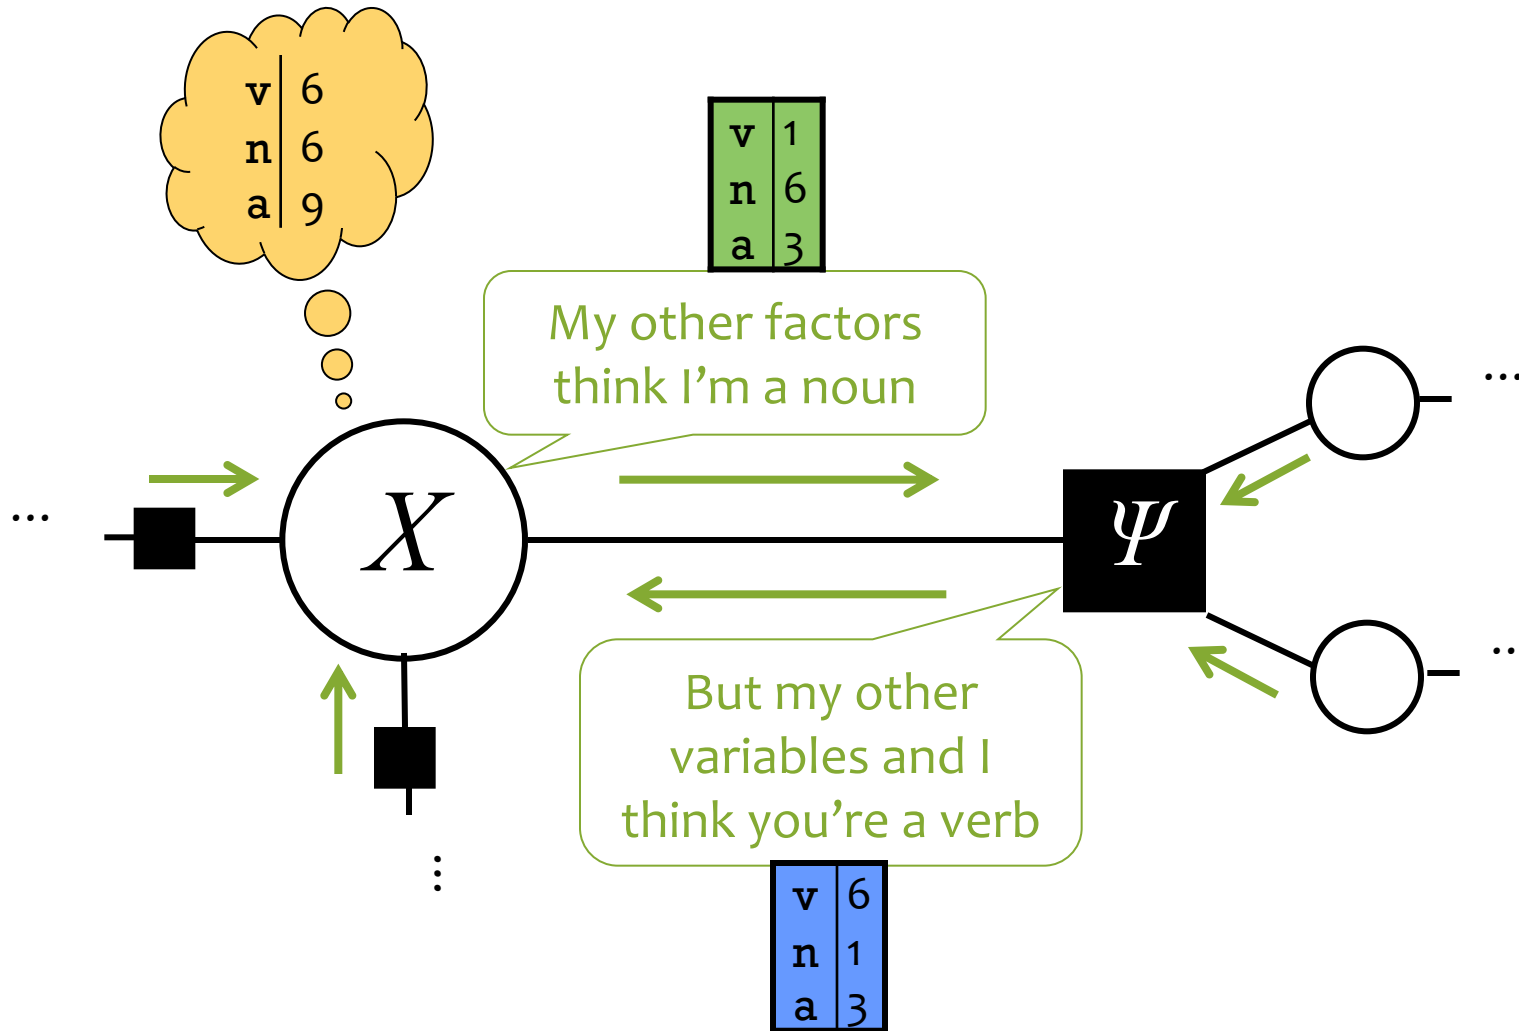 v 6
n 6
a 9
v 1
n 6
a 3
My other factors
think I'm a noun
...
...
X
Ψ
...
But my other
variables and I
think you're a verb
...
v 6
n 1
a 3